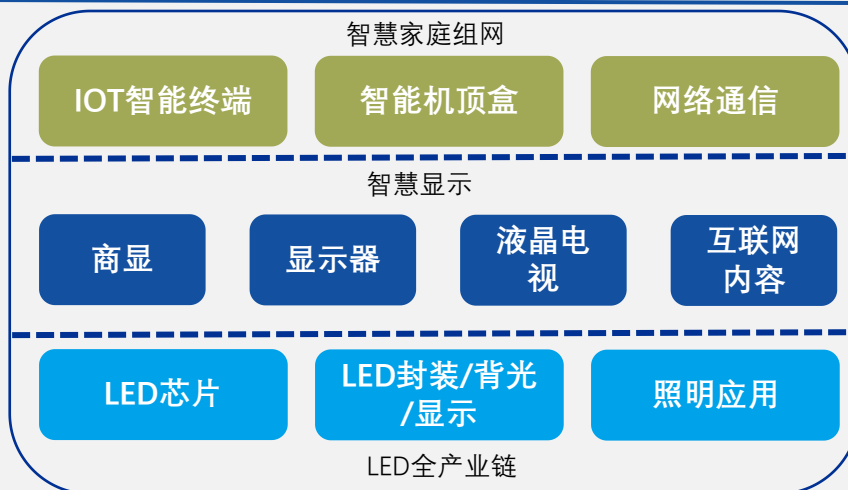 智慧家庭组网
IOT智能终端
智能机顶盒
网络通信
智慧显示
商显
显示器
液晶电
视
互联网
内容
LED芯片
LED封装/背光
/显示
照明应用
LED全产业链